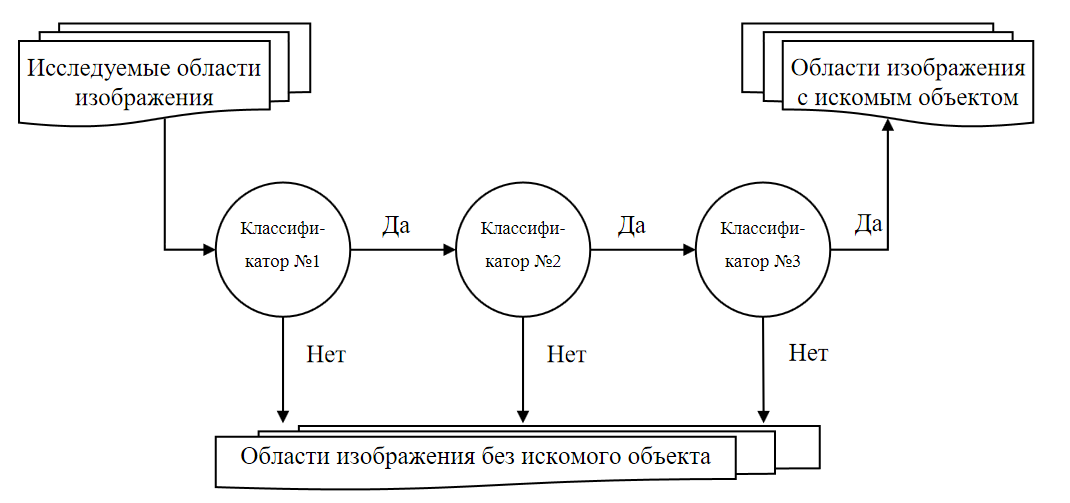 Исследуемые области
изображения
Области изображения
с искомым объектом
Классифи-
катор №1
Да
Классифи-
катор №2
Да
Классифи-
катор №3
Да
Нет
Нет
Нет
Области изображения без искомого объекта